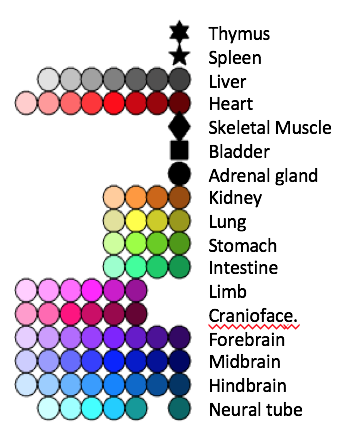 Thymus
Spleen
Liver
Heart
Skeletal Muscle
Bladder
Adrenal gland
Kidney
Lung
Stomach
Intestine
Limb
Cranioface.
Forebrain
Midbrain
Hindbrain
Neural tube